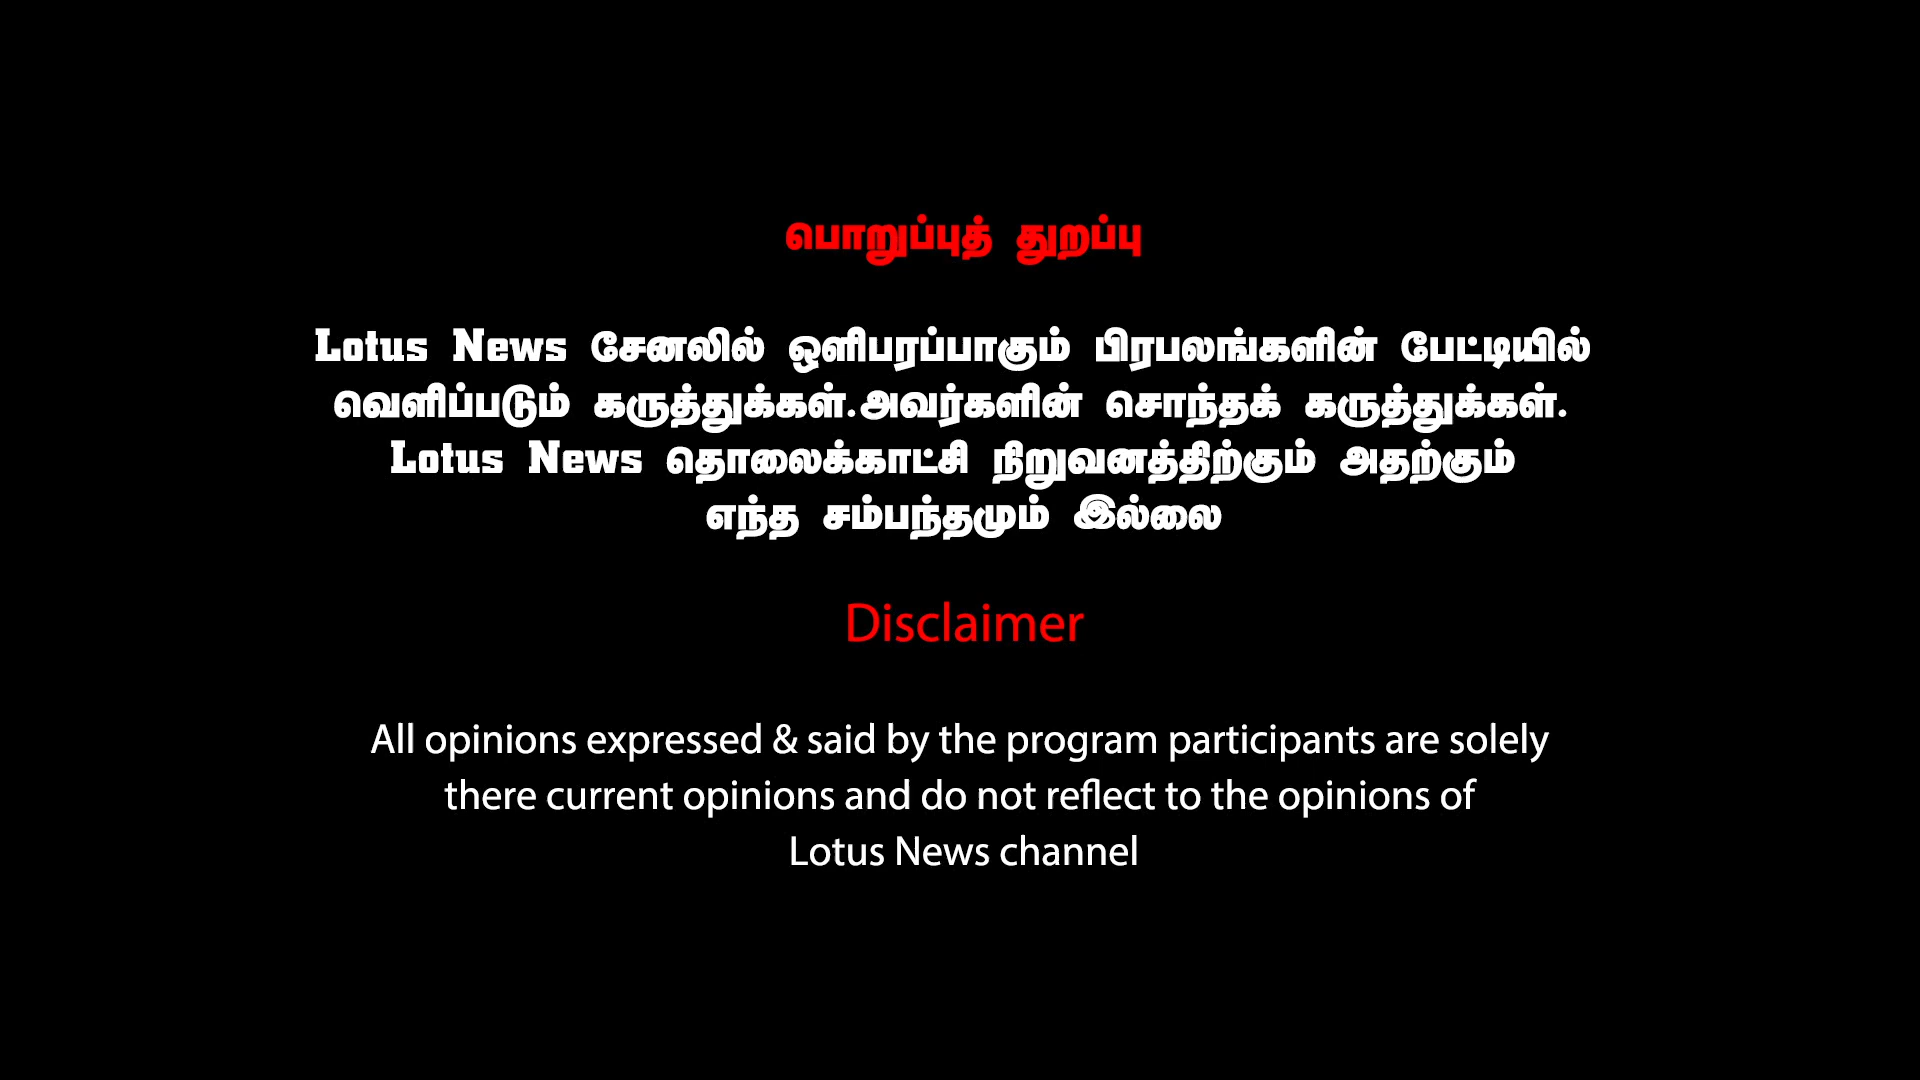 பொறுப்புத் துறப்பு
Lotus News சேனலில் ஒளிபரப்பாகும் பிரபலங்களின் பேட்டியில்
வெளிப்படும் கருத்துக்கள்.அவர்களின் சொந்தக் கருத்துக்கள்.
Lotus News தொலைக்காட்சி நிறுவனத்திற்கும் அதற்கும்
எந்த சம்பந்தமும் இல்லை
Disclaimer
All opinions expressed & said by the program participants are solely
there current opinions and do not reflect to the opinions of
Lotus News channel